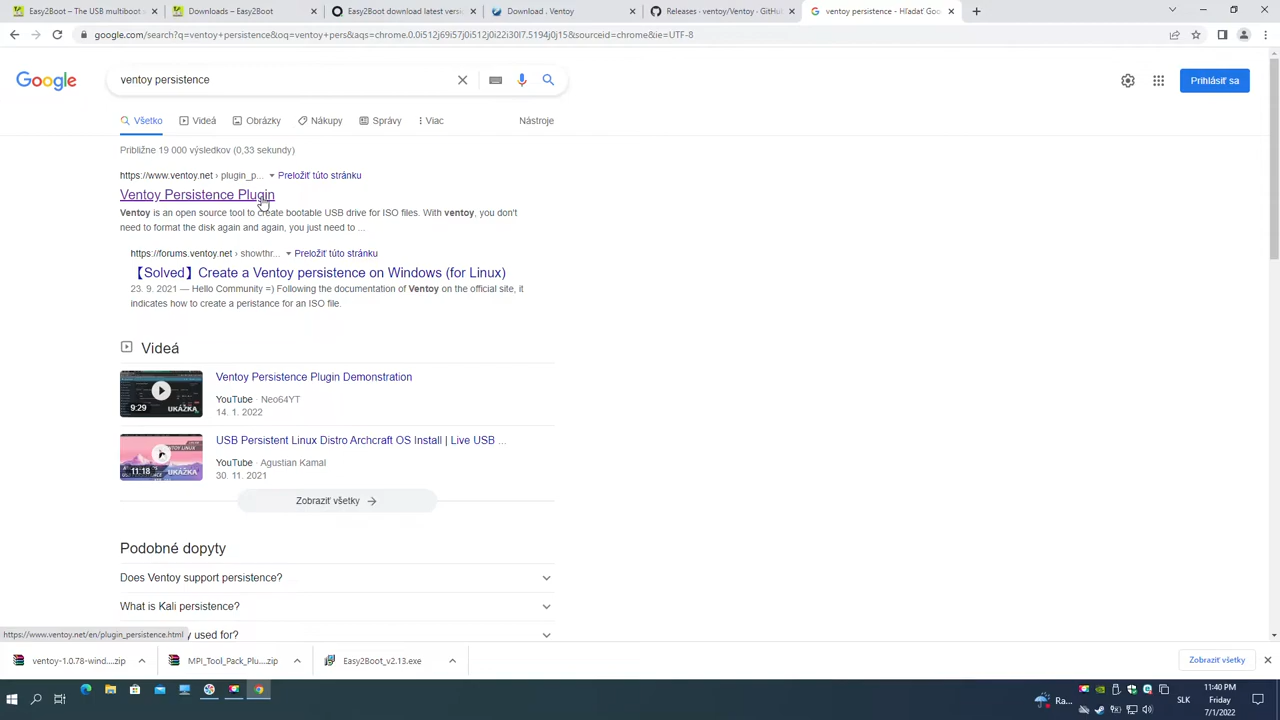 Easy2Boot – The USB multiboot w
Downloads – Easy2Boot
Easy2Boot download latest versi
Download . Ventoy
Releases · ventoy/Ventoy · GitHub
ventoy persistence - Hľadať Goo
google.com/search?q=ventoy+persistence&oq=ventoy+pers&aqs=chrome.0.0i512j69i57j0i512j0i22i30l7.5194j0j15&sourceid=chrome&ie=UTF-8
Google
ventoy persistence
Prihlásiť sa
Všetko
Videá
Obrázky
Nákupy
Správy
Viac
Nástroje
Približne 19 000 výsledkov (0,33 sekundy)
https://www.ventoy.net › plugin_p... Preložiť túto stránku
Ventoy Persistence Plugin
Ventoy is an open source tool to create bootable USB drive for ISO files. With ventoy, you don't
need to format the disk again and again, you just need to ...
https://forums.ventoy.net › showthr... Preložiť túto stránku
【Solved】Create a Ventoy persistence on Windows (for Linux)
23. 9. 2021 — Hello Community =) Following the documentation of Ventoy on the official site, it
indicates how to create a peristance for an ISO file.
Videá
Ventoy Persistence Plugin Demonstration
YouTube · Neo64YT
14. 1. 2022
9:29
UKÁŽKA
USB Persistent Linux Distro Archcraft OS Install | Live USB ...
YouTube · Agustian Kamal
30. 11. 2021
11:18
UKÁŽKA
Zobraziť všetky
Podobné dopyty
Does Ventoy support persistence?
What is Kali persistence?
y used for?
https://www.ventoy.net/en/plugin_persistence.html
ventoy-1.0.78-wind....zip
MPI_Tool_Pack_Plu....zip
Easy2Boot_v2.13.exe
Zobraziť všetky
Ra...
SLK
11:40 PM
Friday
7/1/2022